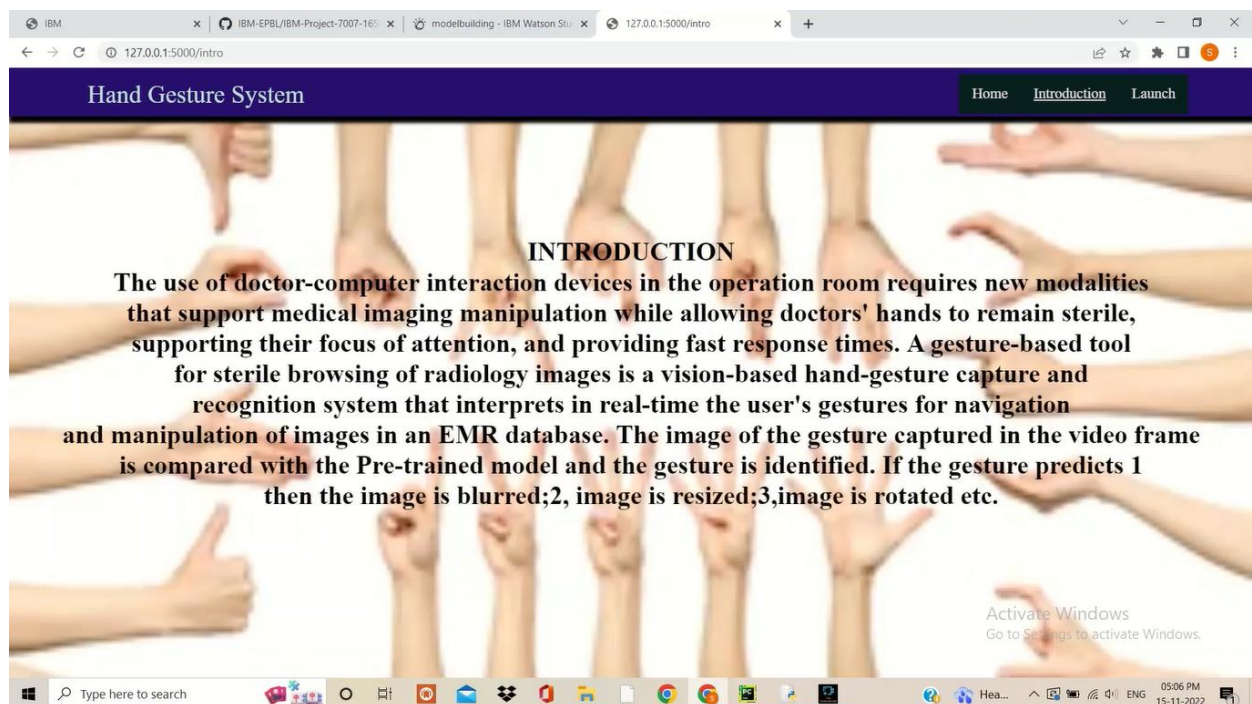 IBM
IBM-EPBL/IBM-Project-7007-165
modelbuilding - IBM Watson Stu
127.0.0.1:5000/intro
127.0.0.1:5000/intro
S
Hand Gesture System
Home Introduction Launch
INTRODUCTION
The use of doctor-computer interaction devices in the operation room requires new modalities
that support medical imaging manipulation while allowing doctors' hands to remain sterile,
supporting their focus of attention, and providing fast response times. A gesture-based tool
for sterile browsing of radiology images is a vision-based hand-gesture capture and
recognition system that interprets in real-time the user's gestures for navigation
and manipulation of images in an EMR database. The image of the gesture captured in the video frame
is compared with the Pre-trained model and the gesture is identified. If the gesture predicts 1
then the image is blurred;2, image is resized;3,image is rotated etc.
Activate Windows
Go to Settings to activate Windows.
Type here to search
Hea...
ENG
05:06 PM
15-11-2022
1